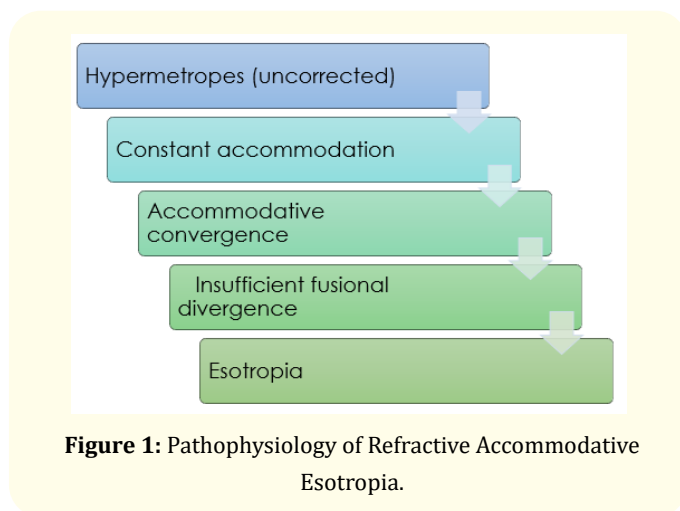 Hypermetropes (uncorrected)
Constant accommodation
Accommodative
convergence
Insufficient fusional
divergence
Esotropia
Figure 1: Pathophysiology of Refractive Accommodative
Esotropia.